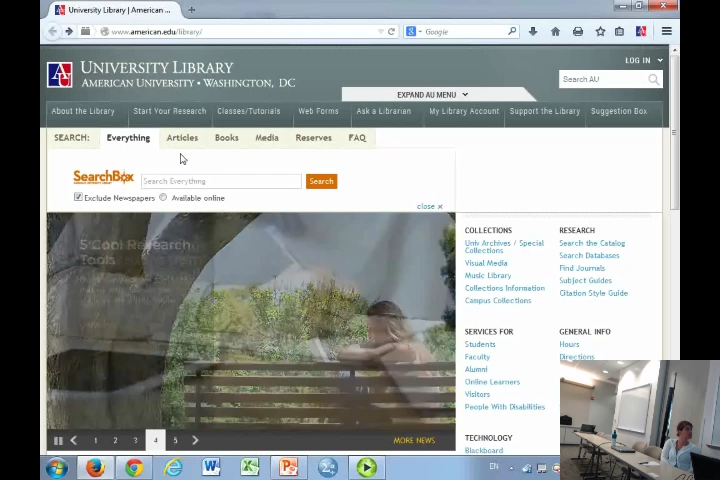 University Library | American ...
www.american.edu/library/
Google
UNIVERSITY LIBRARY
AMERICAN UNIVERSITY • WASHINGTON, DC
LOG IN
EXPAND AU MENU
Search AU
About the Library Start Your Research Classes/Tutorials Web Forms Ask a Librarian My Library Account Support the Library Suggestion Box
SEARCH: Everything Articles Books Media Reserves FAQ
SearchBox
Search Everything
Search
Exclude Newspapers Available online
close x
5 Cool Research
Tools
COLLECTIONS
Univ Archives / Special
Collections
Visual Media
Music Library
Collections Information
Campus Collections
RESEARCH
Search the Catalog
Search Databases
Find Journals
Subject Guides
Citation Style Guide
SERVICES FOR
Students
Faculty
Alumni
Online Learners
Visitors
People With Disabilities
GENERAL INFO
Hours
Directions
TECHNOLOGY
Blackboard
1 2 3 4 5
MORE NEWS
EN